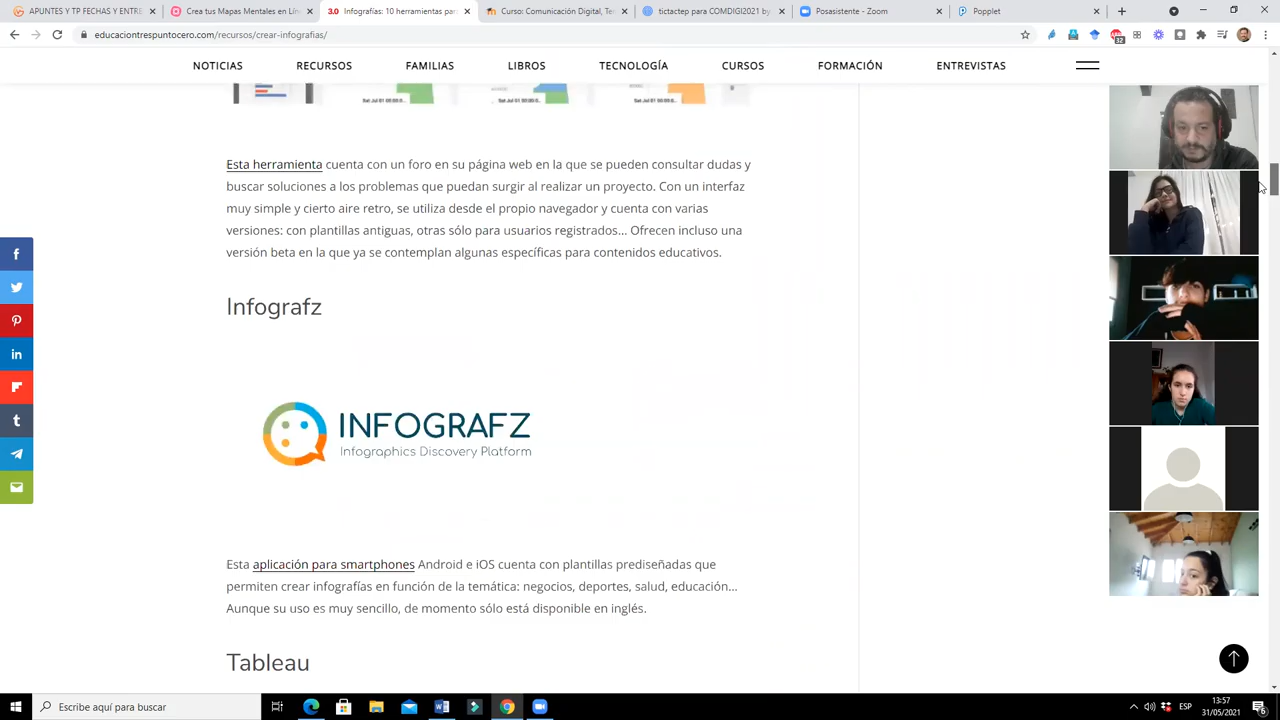 APUNTES Y TP FECHAS Y ENTRE
Crea tus Mapas Mentales en Lín
3.0 Infografías: 10 herramientas par
Curso: Comunicación Digital, Te
tictactep para COMDIGI2021 by
Posasistente - Zoom
Popplet
educaciontrespuntocero.com/recursos/crear-infografias/
32
NOTICIAS RECURSOS FAMILIAS LIBROS TECNOLOGÍA CURSOS FORMACIÓN ENTREVISTAS
Esta herramienta cuenta con un foro en su página web en la que se pueden consultar dudas y
buscar soluciones a los problemas que puedan surgir al realizar un proyecto. Con un interfaz
muy simple y cierto aire retro, se utiliza desde el propio navegador y cuenta con varias
versiones: con plantillas antiguas, otras sólo para usuarios registrados... Ofrecen incluso una
versión beta en la que ya se contemplan algunas específicas para contenidos educativos.
Infografz
INFOGRAFZ
Infographics Discovery Platform
Esta aplicación para smartphones Android e iOS cuenta con plantillas prediseñadas que
permiten crear infografías en función de la temática: negocios, deportes, salud, educación...
Aunque su uso es muy sencillo, de momento sólo está disponible en inglés.
Tableau
Escribe aquí para buscar
ESP
13:57
31/05/2021